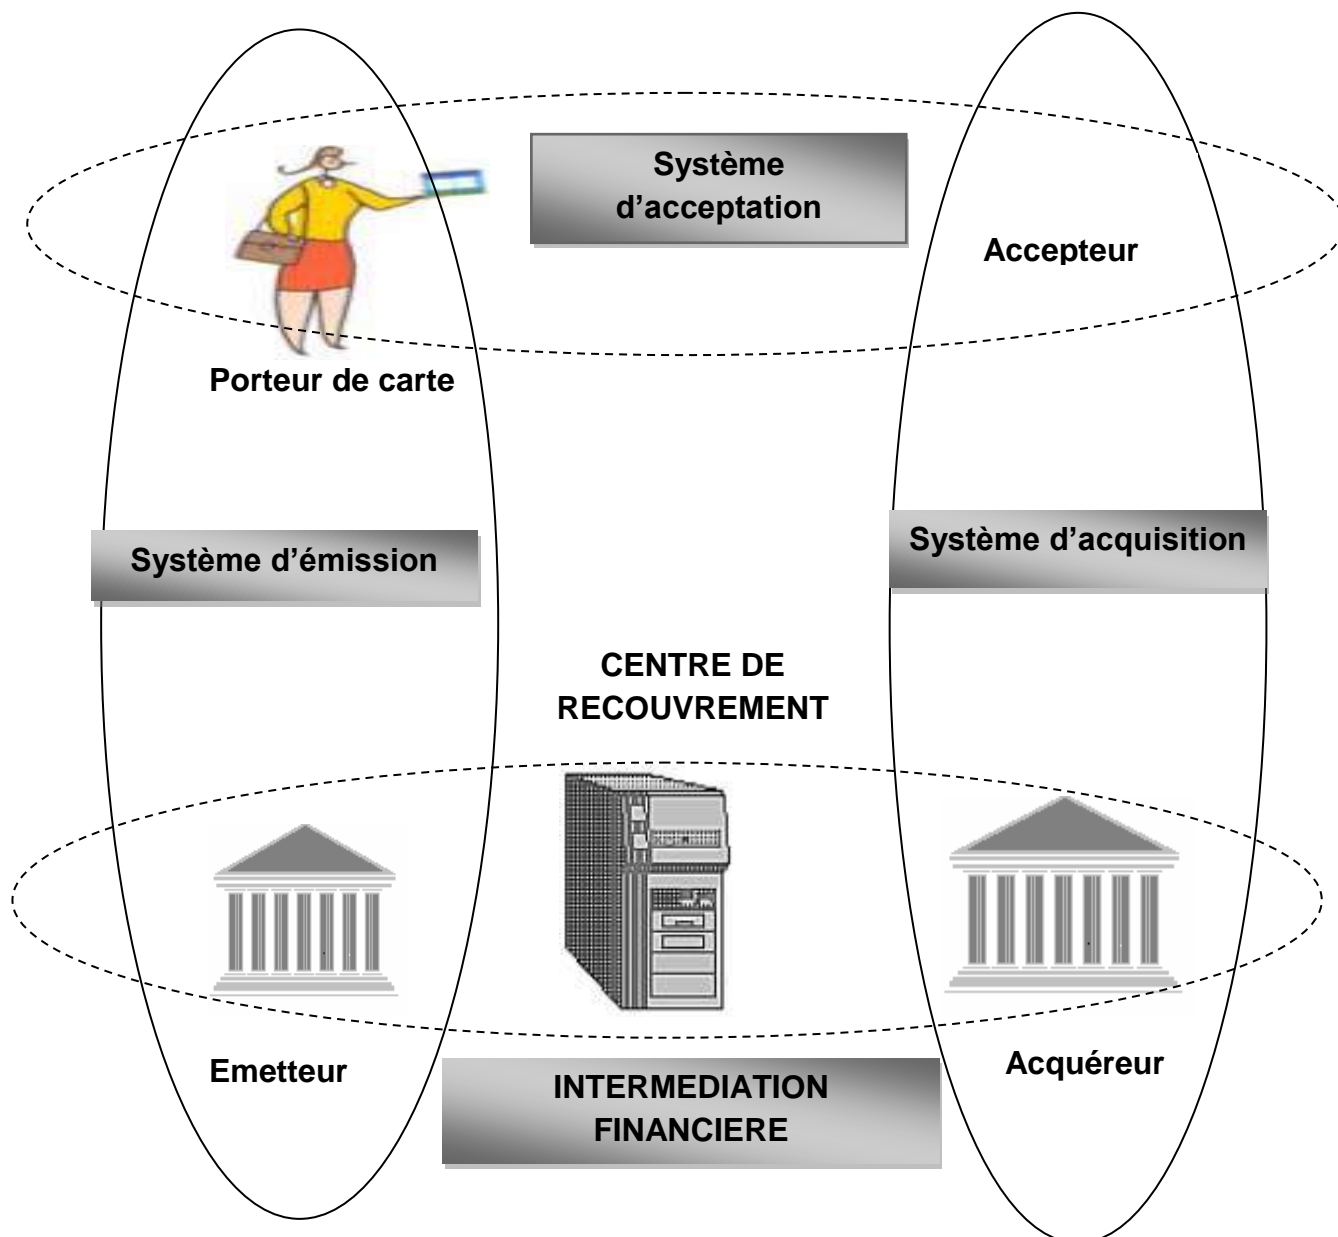 Système
d’acceptation
Accepteur
Porteur de carte
Système d’émission
Système d’acquisition
CENTRE DE
RECOUVREMENT
Emetteur
Acquéreur
INTERMEDIATION
FINANCIERE